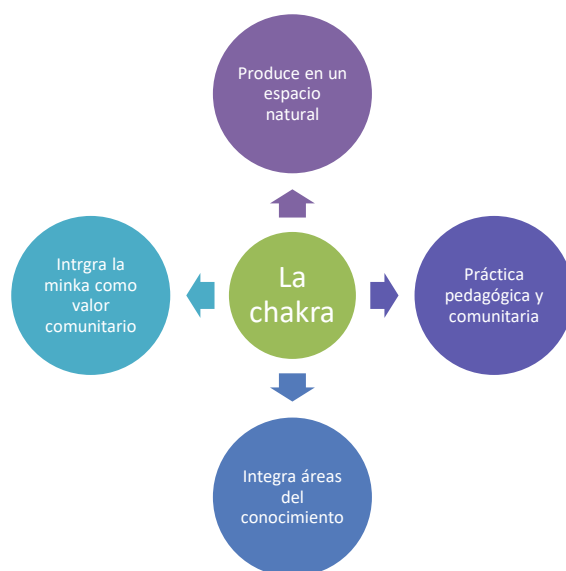 Produce en un
espacio
natural
Intrgra la
minka como
valor
comunitario
La
chakra
Práctica
pedagógica y
comunitaria
Integra áreas
del
conocimiento